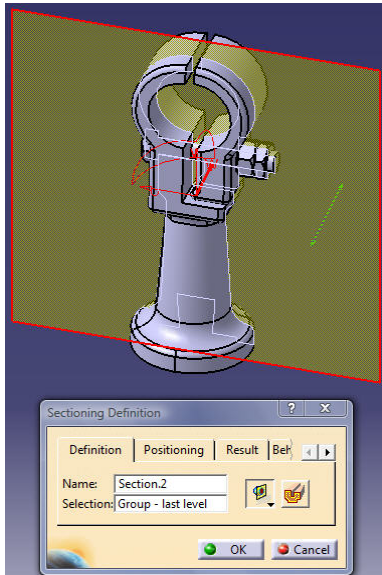 Sectioning Definition
Definition Positioning Result Beh
Name: Section.2
Selection: Group - last level
OK Cancel